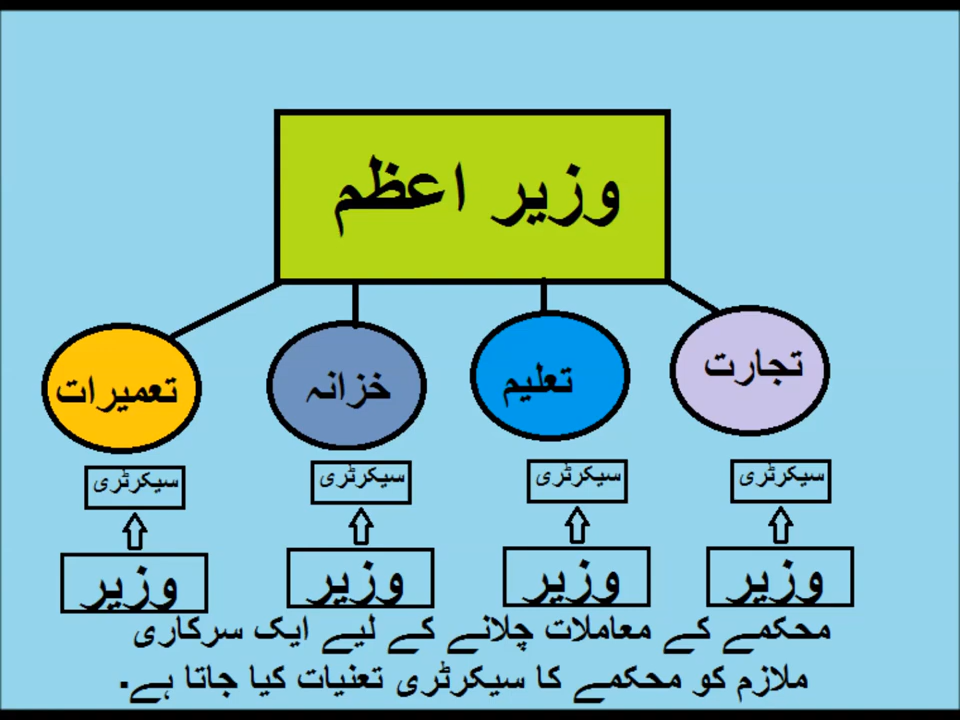 وزیر اعظم
تجارت
تعلیم
خزانہ
تعمیرات
سیکرٹری
سیکرٹری
سیکرٹری
سیکرٹری
وزیر
وزیر
وزیر
وزیر
محکمے کے معاملات چلانے کے لیے ایک سرکاری
ملازم کو محکمے کا سیکرٹری تعنیات کیا جاتا ہے۔